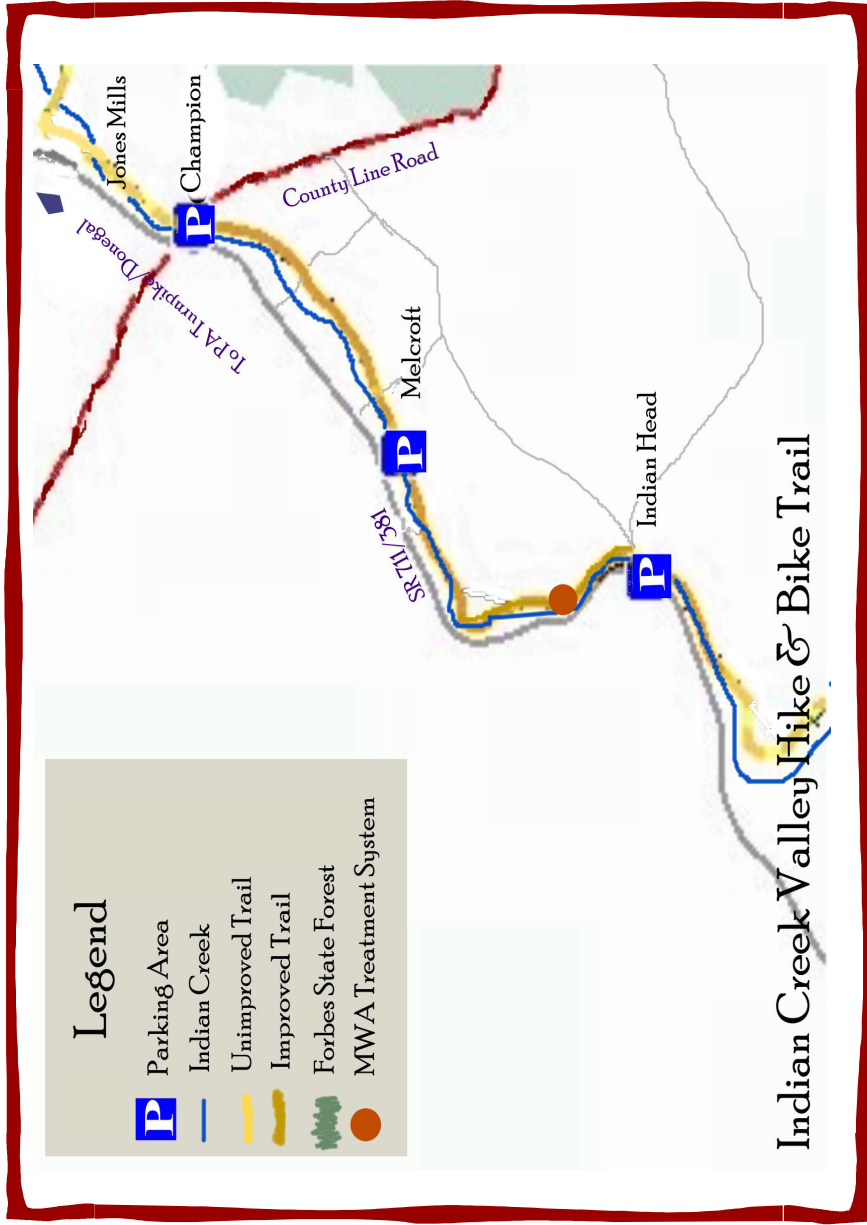 Legend
P Parking Area
Indian Creek
Unimproved Trail
Improved Trail
Forbes State Forest
MWA Treatment System
Jones Mills
Champion
P
To PA Turnpike/Donegal
County Line Road
Melcroft
P
SR 711/381
Indian Head
P
Indian Creek Valley Hike & Bike Trail